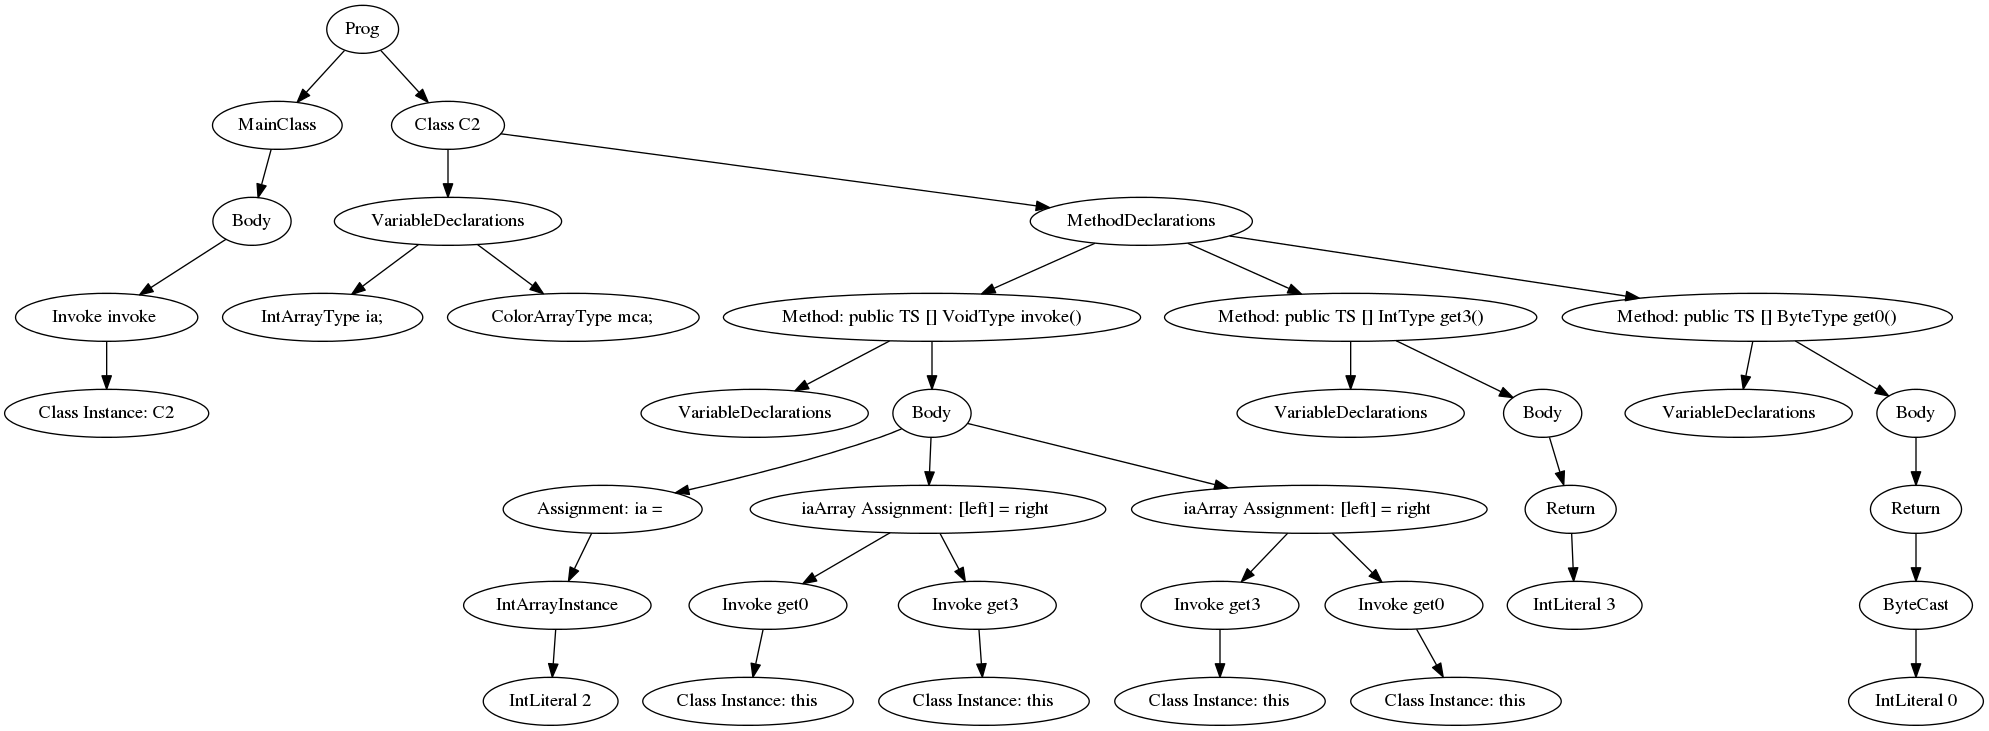 Prog
MainClass
Class C2
Body
VariableDeclarations
MethodDeclarations
Invoke invoke
IntArrayType ia;
ColorArrayType mca;
Method: public TS [] VoidType invoke()
Method: public TS [] IntType get3()
Method: public TS [] ByteType get0()
Class Instance: C2
VariableDeclarations
Body
VariableDeclarations
Body
VariableDeclarations
Body
Assignment: ia =
iaArray Assignment: [left] = right
iaArray Assignment: [left] = right
Return
Return
IntArrayInstance
Invoke get0
Invoke get3
Invoke get3
Invoke get0
IntLiteral 3
ByteCast
IntLiteral 2
Class Instance: this
Class Instance: this
Class Instance: this
Class Instance: this
IntLiteral 0